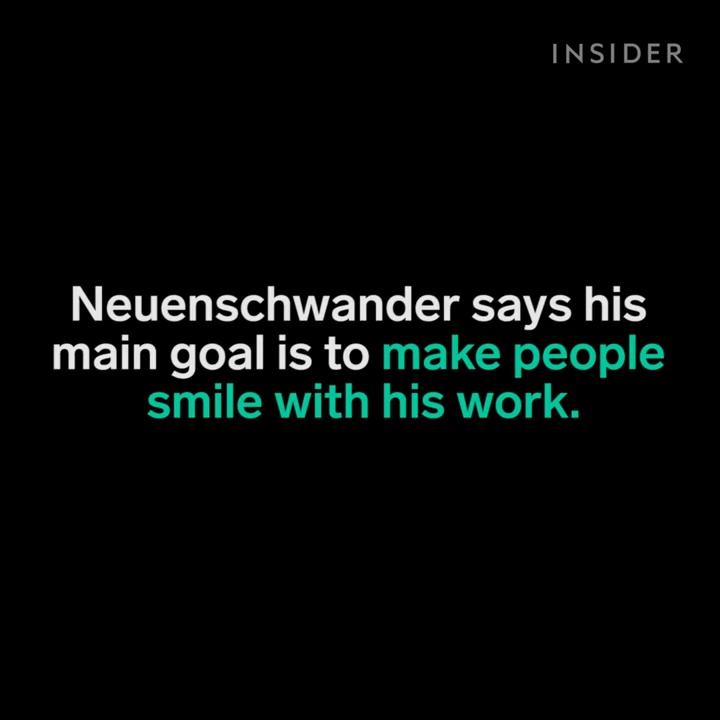 INSIDER
Neuenschwander says his
main goal is to make people
smile with his work.